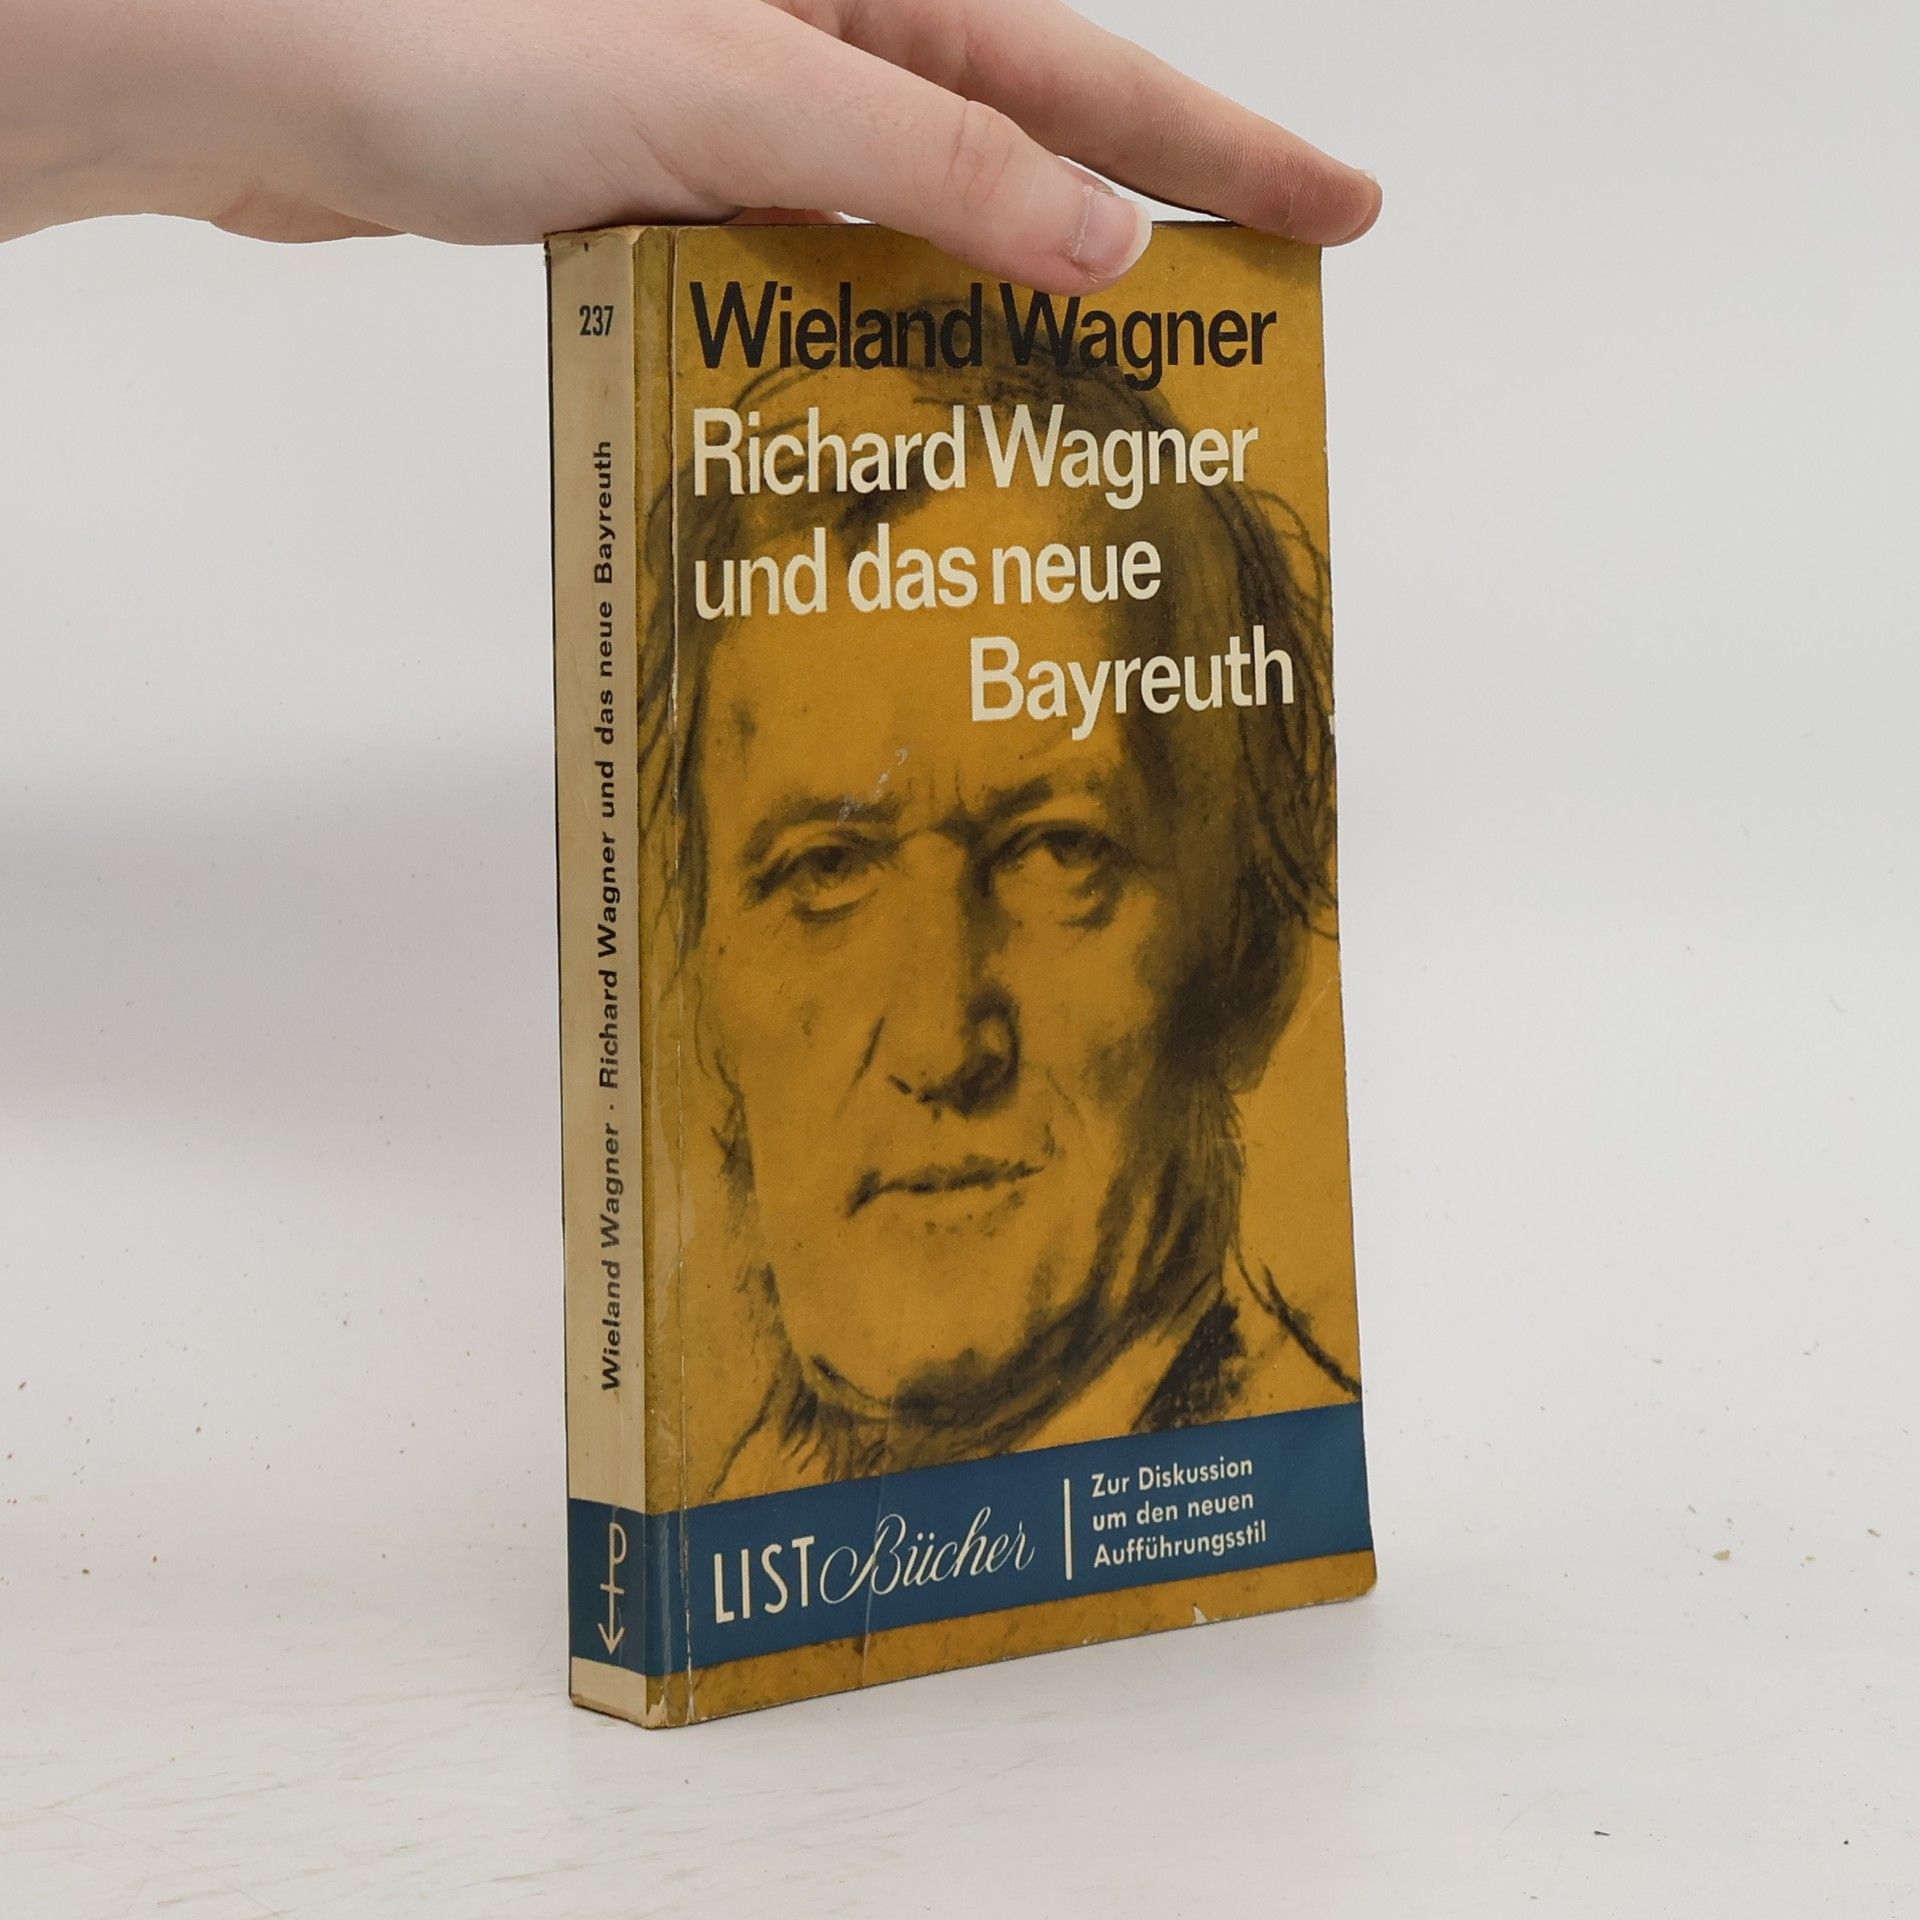 237
Wieland Wagner · Richard Wagner und das neue Bayreuth
Wieland Wagner
Richard Wagner
und das neue
Bayreuth
LIST Bücher
Zur Diskussion
um den neuen
Aufführungsstil